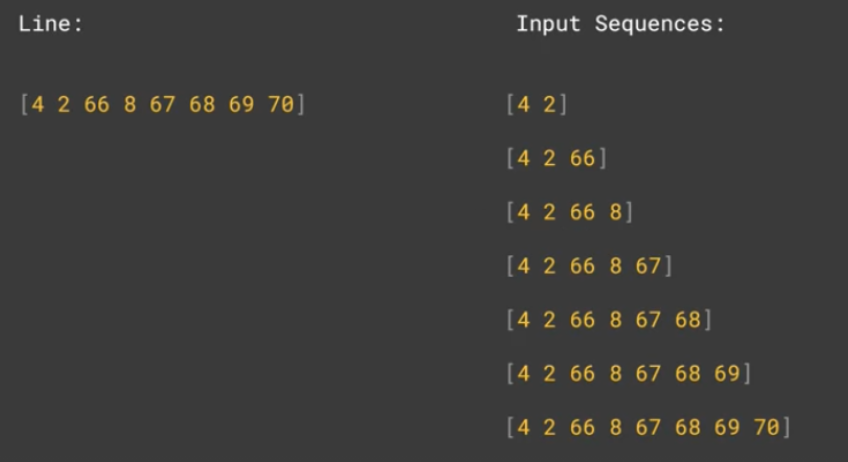 Line:
Input Sequences:
[4 2 66 8 67 68 69 70]
[4 2]
[4 2 66]
[4 2 66 8]
[4 2 66 8 67]
[4 2 66 8 67 68]
[4 2 66 8 67 68 69]
[4 2 66 8 67 68 69 70]